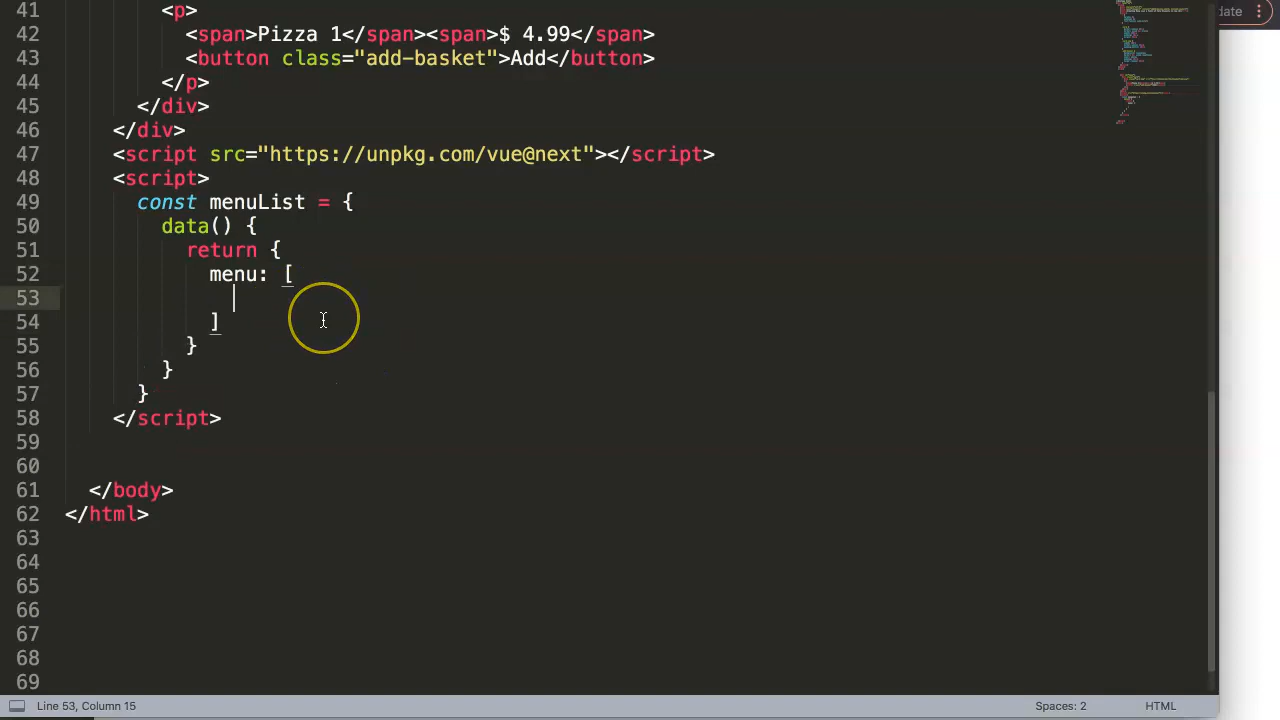 date
41 <p>
42 <span>Pizza 1</span><span>$ 4.99</span>
43 <button class="add-basket">Add</button>
44 </p>
45 </div>
46 </div>
47 <script src="https://unpkg.com/vue@next"></script>
48 <script>
49 const menuList = {
50 data() {
51 return {
52 menu: [
53
54 ]
55 }
56 }
57 }
58 </script>
59
60
61 </body>
62 </html>
63
64
65
66
67
68
69
Line 53, Column 15 Spaces: 2 HTML